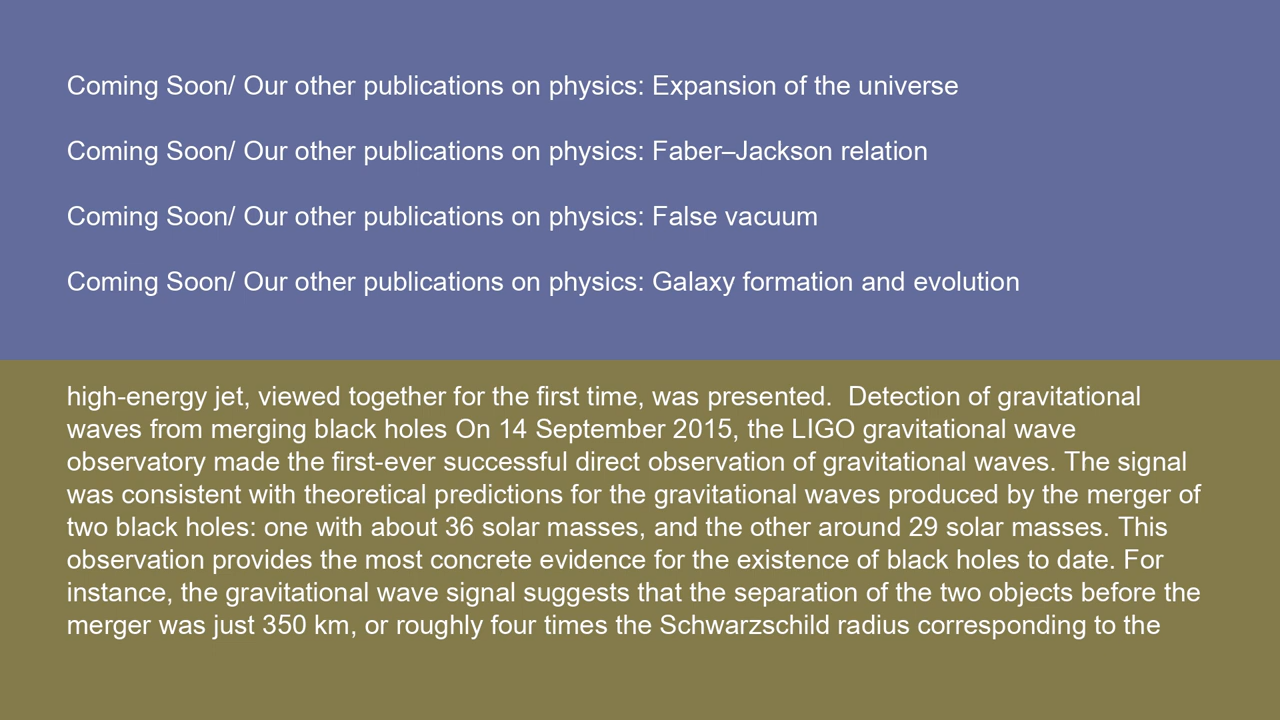 Coming Soon/ Our other publications on physics: Expansion of the universe
Coming Soon/ Our other publications on physics: Faber–Jackson relation
Coming Soon/ Our other publications on physics: False vacuum
Coming Soon/ Our other publications on physics: Galaxy formation and evolution
high-energy jet, viewed together for the first time, was presented.  Detection of gravitational
waves from merging black holes On 14 September 2015, the LIGO gravitational wave
observatory made the first-ever successful direct observation of gravitational waves. The signal
was consistent with theoretical predictions for the gravitational waves produced by the merger of
two black holes: one with about 36 solar masses, and the other around 29 solar masses. This
observation provides the most concrete evidence for the existence of black holes to date. For
instance, the gravitational wave signal suggests that the separation of the two objects before the
merger was just 350 km, or roughly four times the Schwarzschild radius corresponding to the